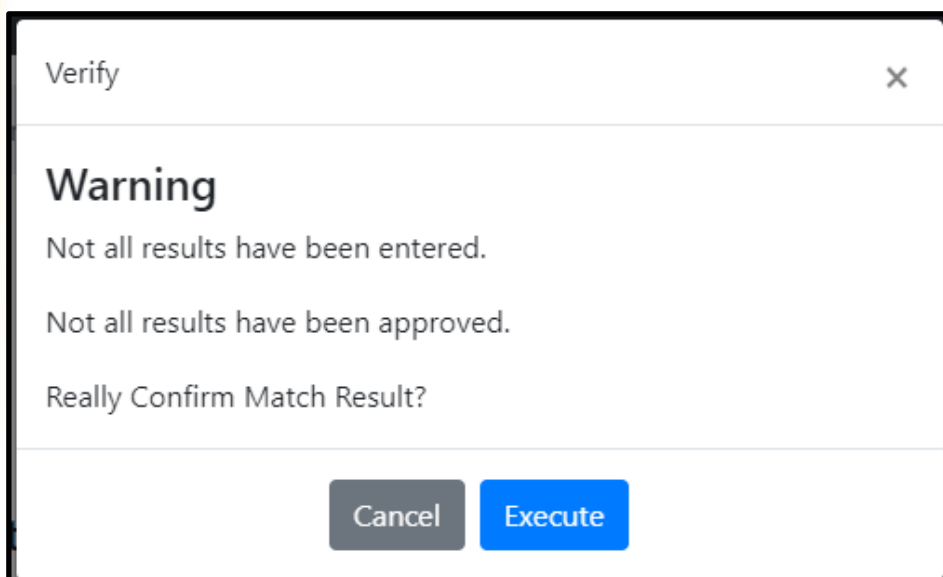 Verify
×
Warning
Not all results have been entered.
Not all results have been approved.
Really Confirm Match Result?
Cancel Execute